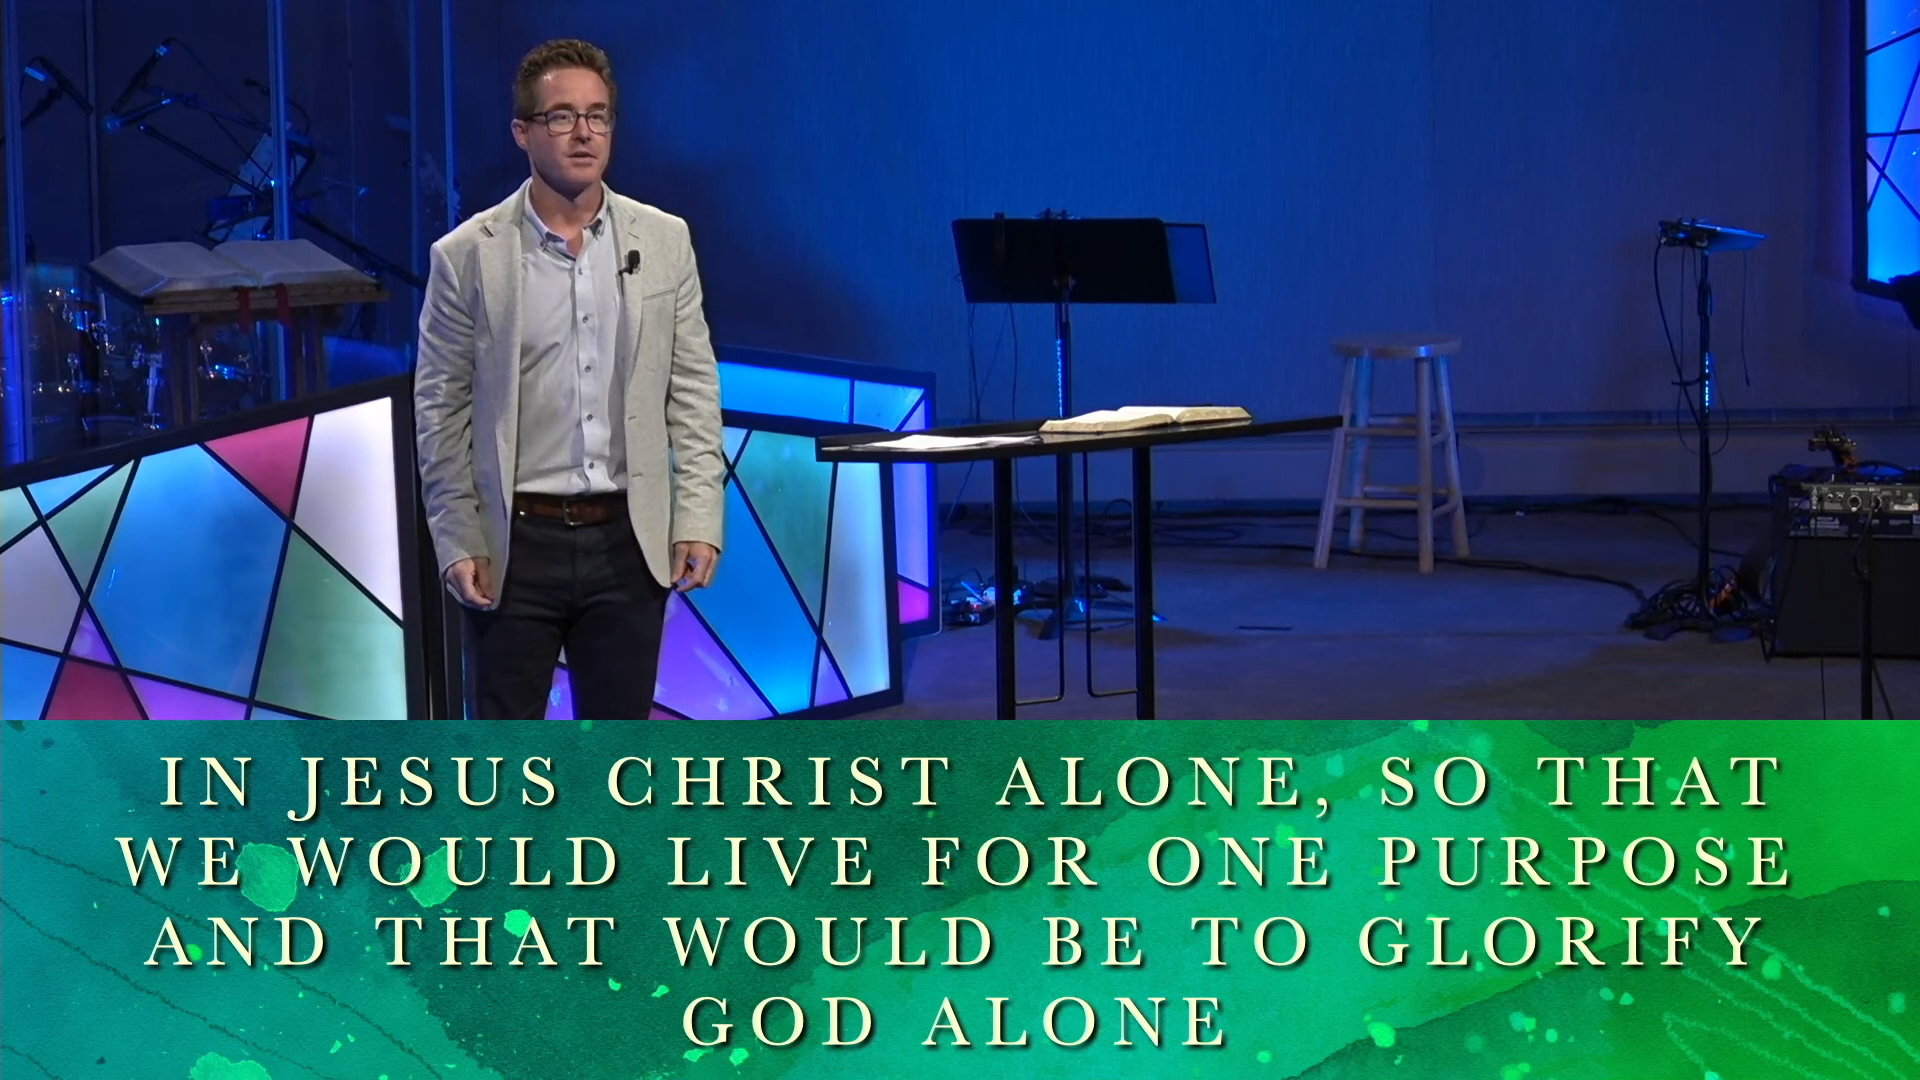 IN JESUS CHRIST ALONE, SO THAT
WE WOULD LIVE FOR ONE PURPOSE
AND THAT WOULD BE TO GLORIFY
GOD ALONE